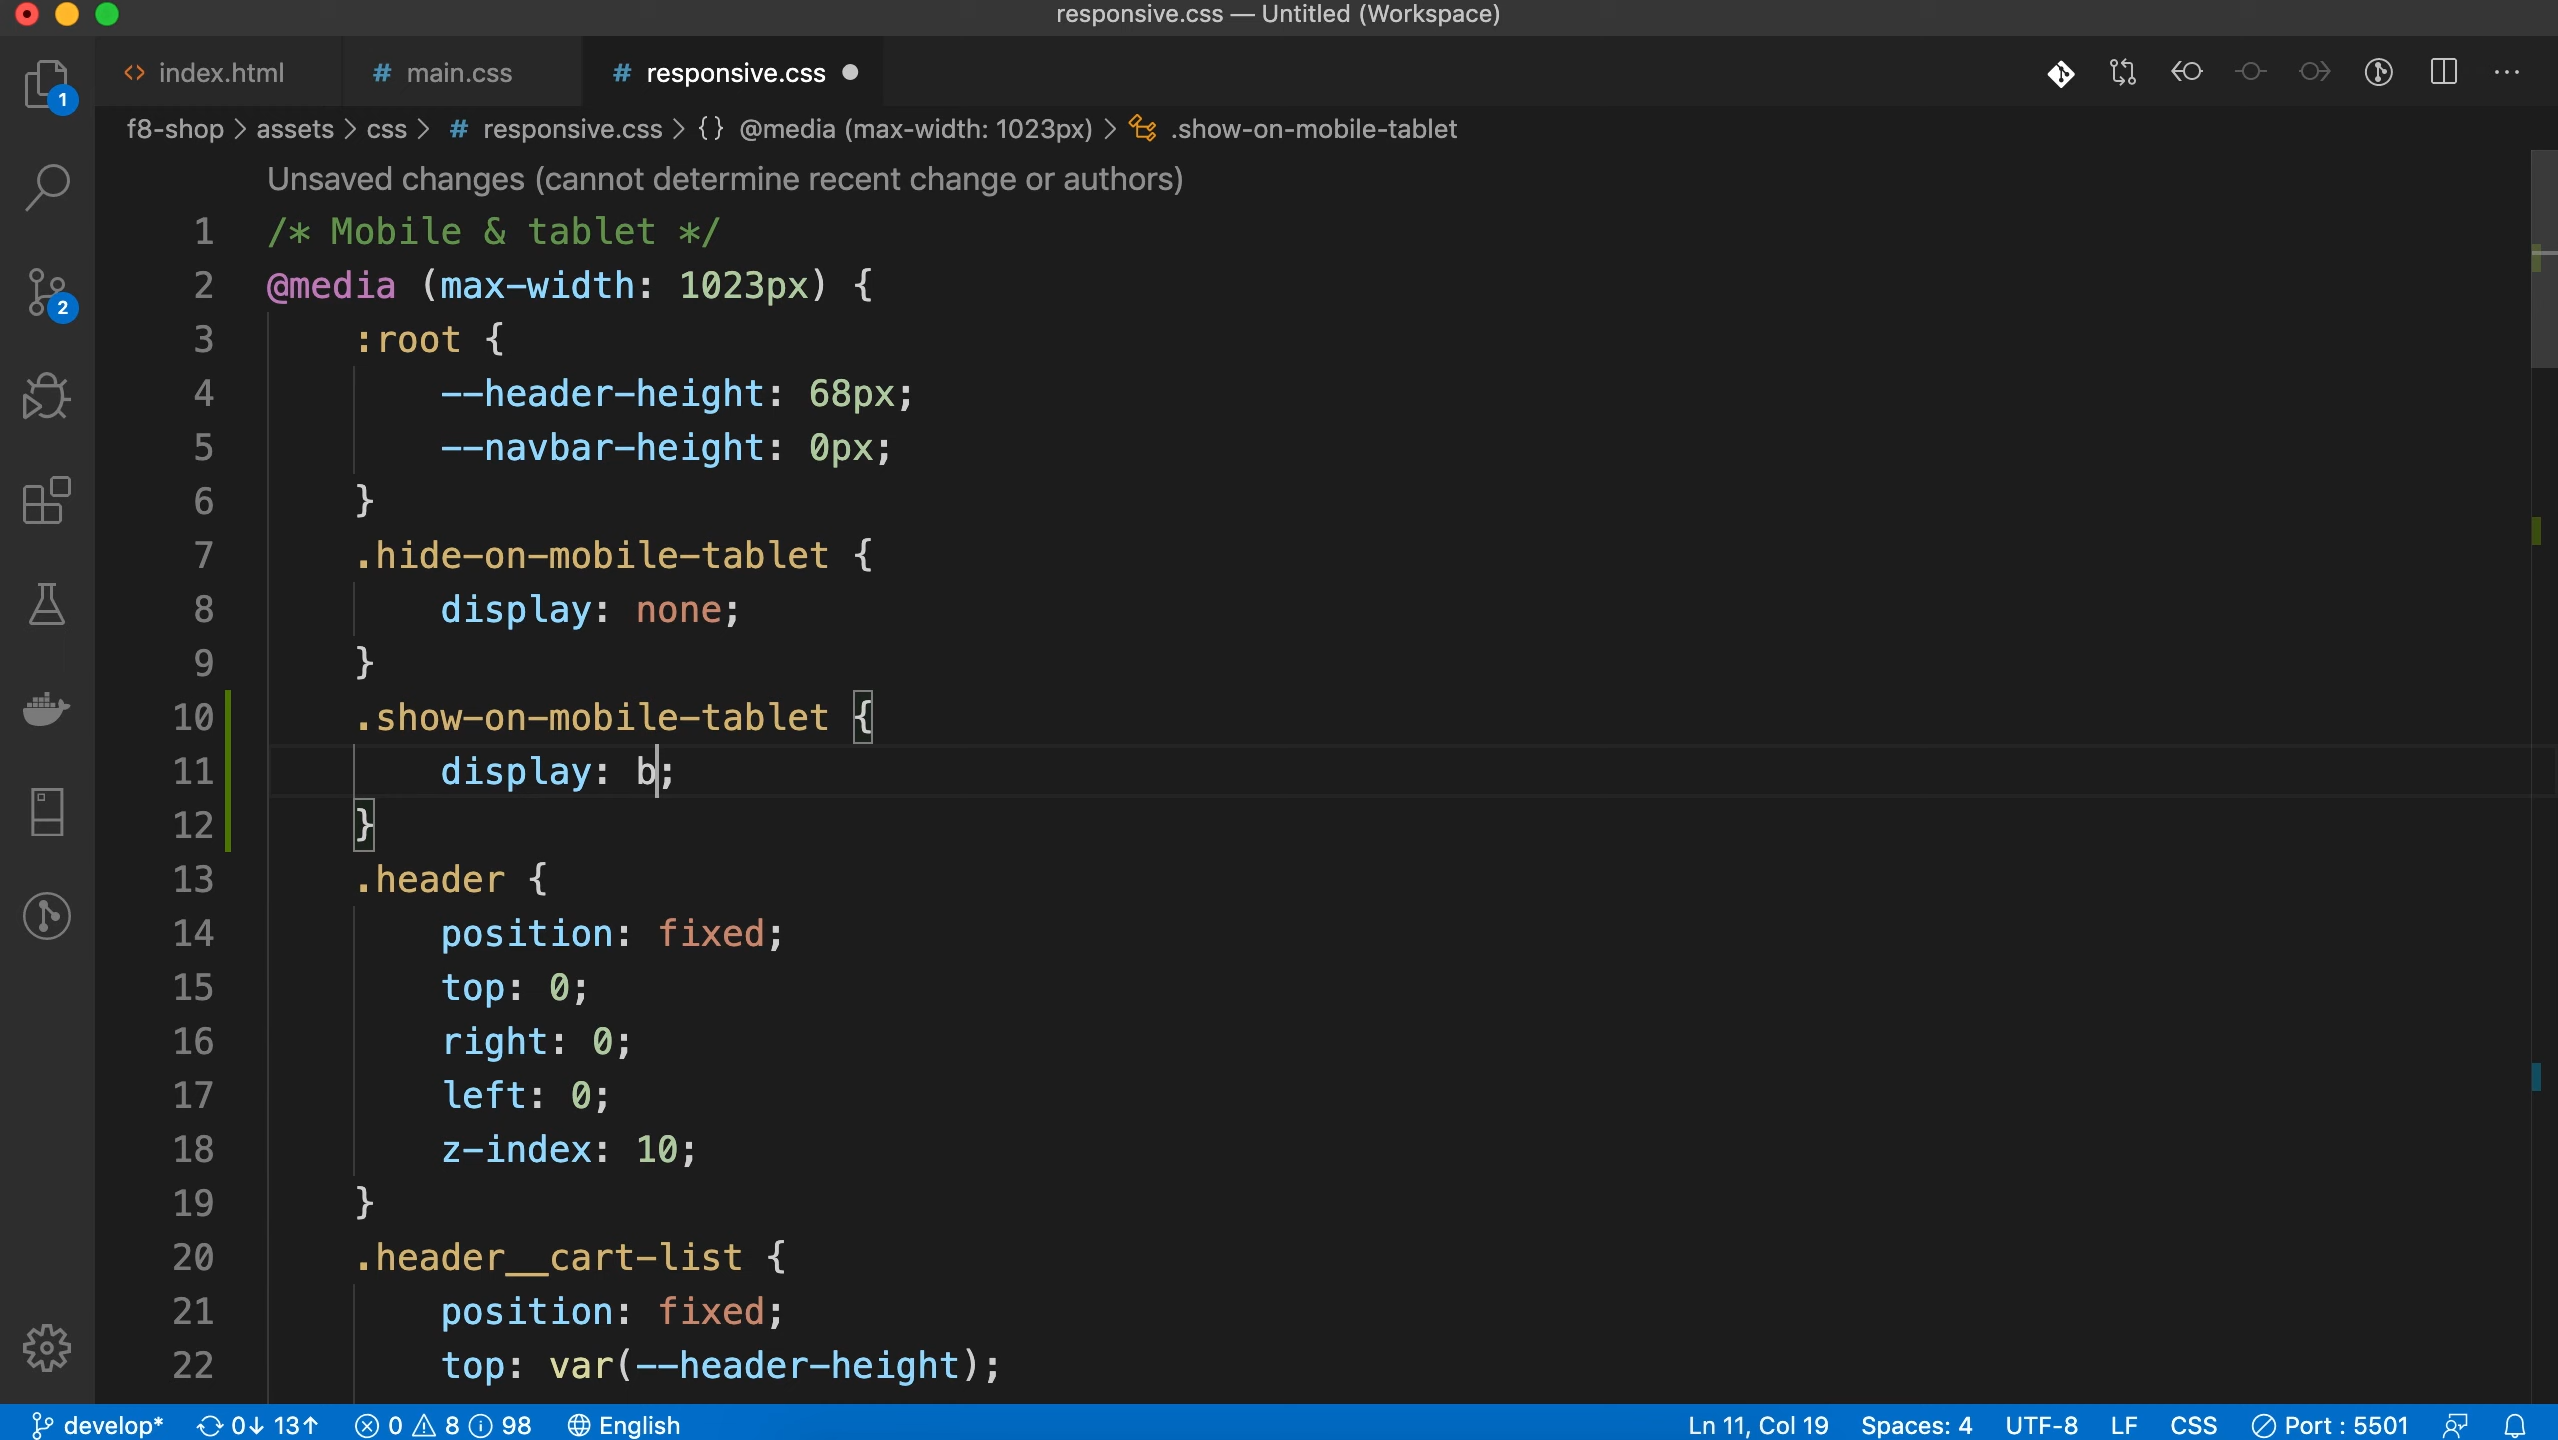 responsive.css — Untitled (Workspace)
index.html
main.css
responsive.css
f8-shop > assets > css > # responsive.css > {} @media (max-width: 1023px) > .show-on-mobile-tablet
Unsaved changes (cannot determine recent change or authors)
1 /* Mobile & tablet */
2 @media (max-width: 1023px) {
3 :root {
4 --header-height: 68px;
5 --navbar-height: 0px;
6 }
7 .hide-on-mobile-tablet {
8 display: none;
9 }
10 .show-on-mobile-tablet {
11 display: b;
12 }
13 .header {
14 position: fixed;
15 top: 0;
16 right: 0;
17 left: 0;
18 z-index: 10;
19 }
20 .header__cart-list {
21 position: fixed;
22 top: var(--header-height);
1
2
develop* 0↓ 13↑ 0 8 98 English Ln 11, Col 19 Spaces: 4 UTF-8 LF CSS Port : 5501